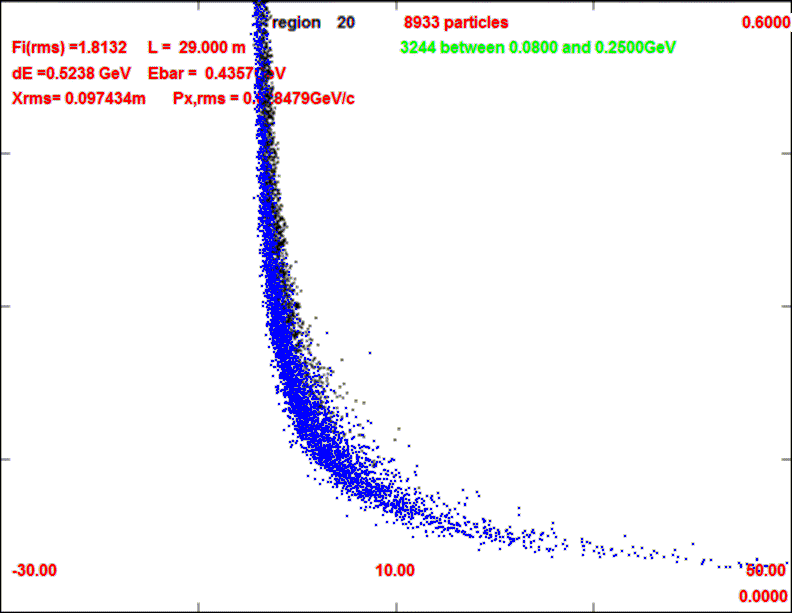 region 20 8933 particles 0.6000
Fi(rms) =1.8132 L = 29.000 m 3244 between 0.0800 and 0.2500GeV
dE =0.5238 GeV Ebar = 0.4357
Xrms= 0.097434m Px,rms =
-30.00 10.00 50.00
0.0000